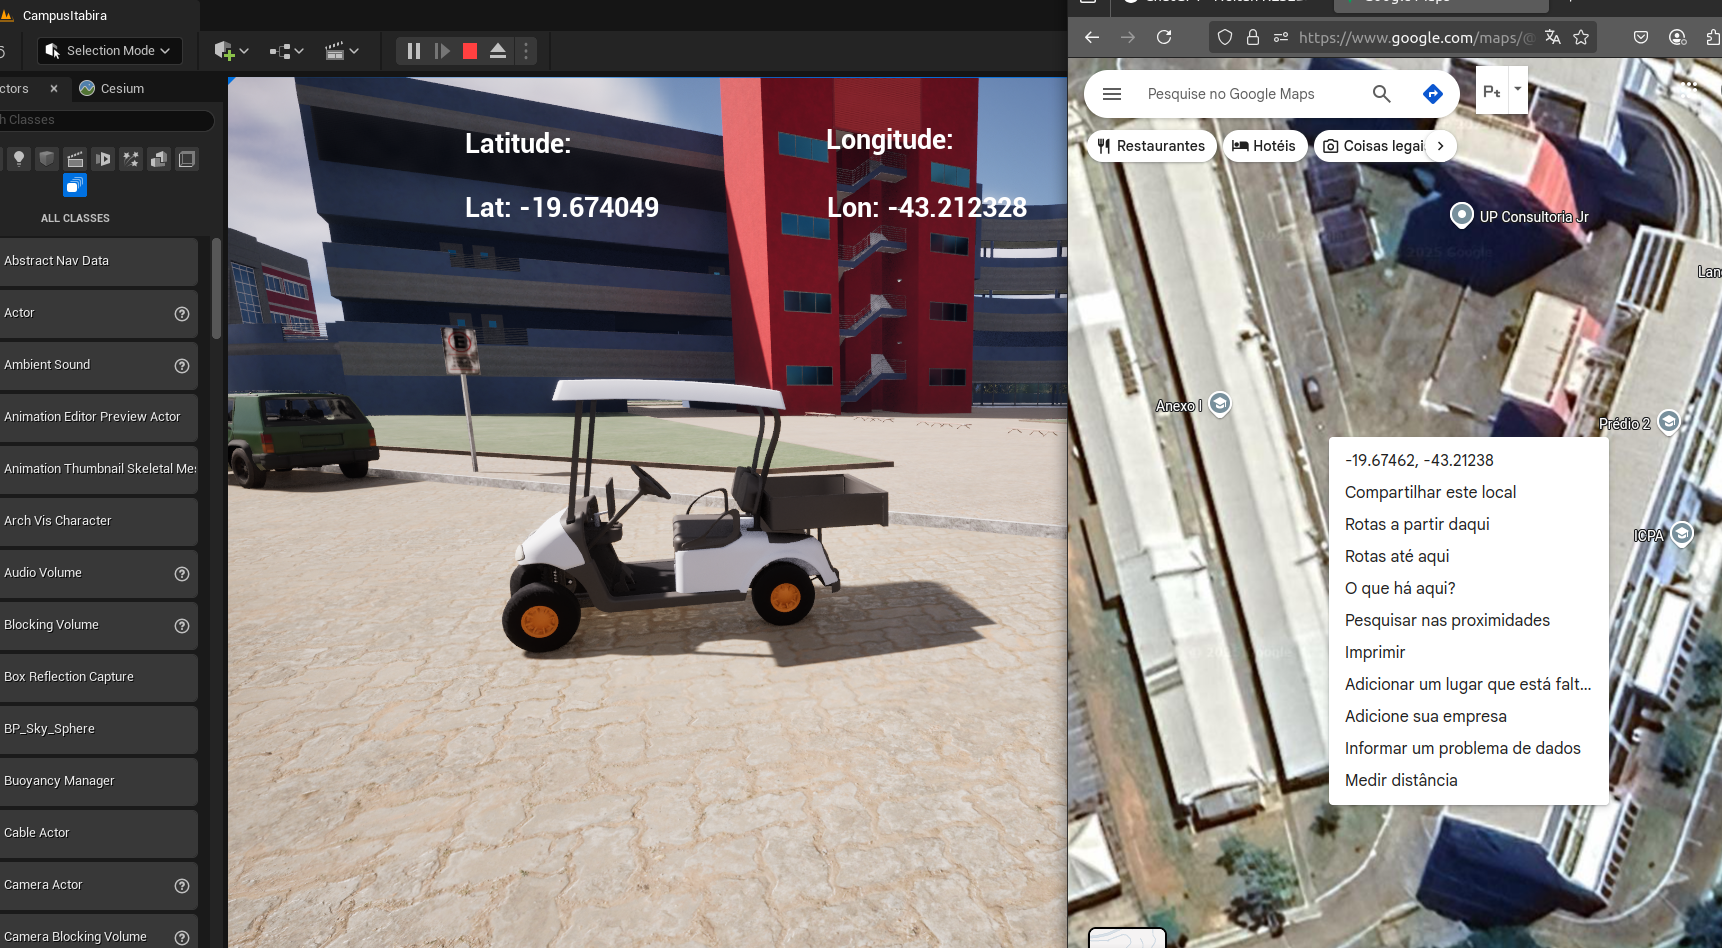 CampusItabira
Selection Mode
ctors
Cesium
h Classes
ALL CLASSES
Abstract Nav Data
Actor
Ambient Sound
Animation Editor Preview Actor
Animation Thumbnail Skeletal Me
Arch Vis Character
Audio Volume
Blocking Volume
Box Reflection Capture
BP_Sky_Sphere
Buoyancy Manager
Cable Actor
Camera Actor
Camera Blocking Volume
Latitude:
Longitude:
Lat: -19.674049
Lon: -43.212328
E
https://www.google.com/maps/@
Pesquise no Google Maps
Restaurantes
Hotéis
Coisas legai
UP Consultoria Jr
Lan
Anexo I
Prédio 2
ICPA
-19.67462, -43.21238
Compartilhar este local
Rotas a partir daqui
Rotas até aqui
O que há aqui?
Pesquisar nas proximidades
Imprimir
Adicionar um lugar que está falt...
Adicione sua empresa
Informar um problema de dados
Medir distância